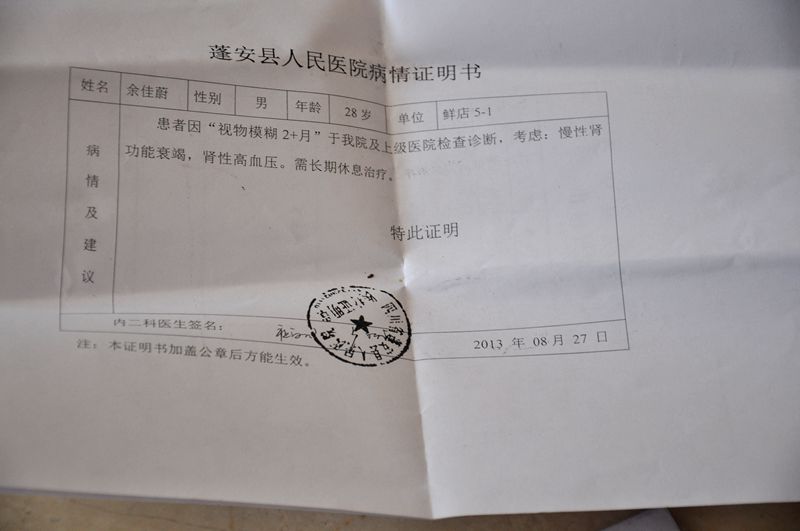 蓬安县人民医院病情证明书
姓名 余佳蔚 性别 男 年龄 28岁 单位 鲜店5-1
病情及建议
患者因“视物模糊2+月”于我院及上级医院检查诊断，考虑：慢性肾
功能衰竭，肾性高血压。需长期休息治疗。
特此证明
内二科医生签名：
2013 年 08 月 27 日
注：本证明书加盖公章后方能生效。